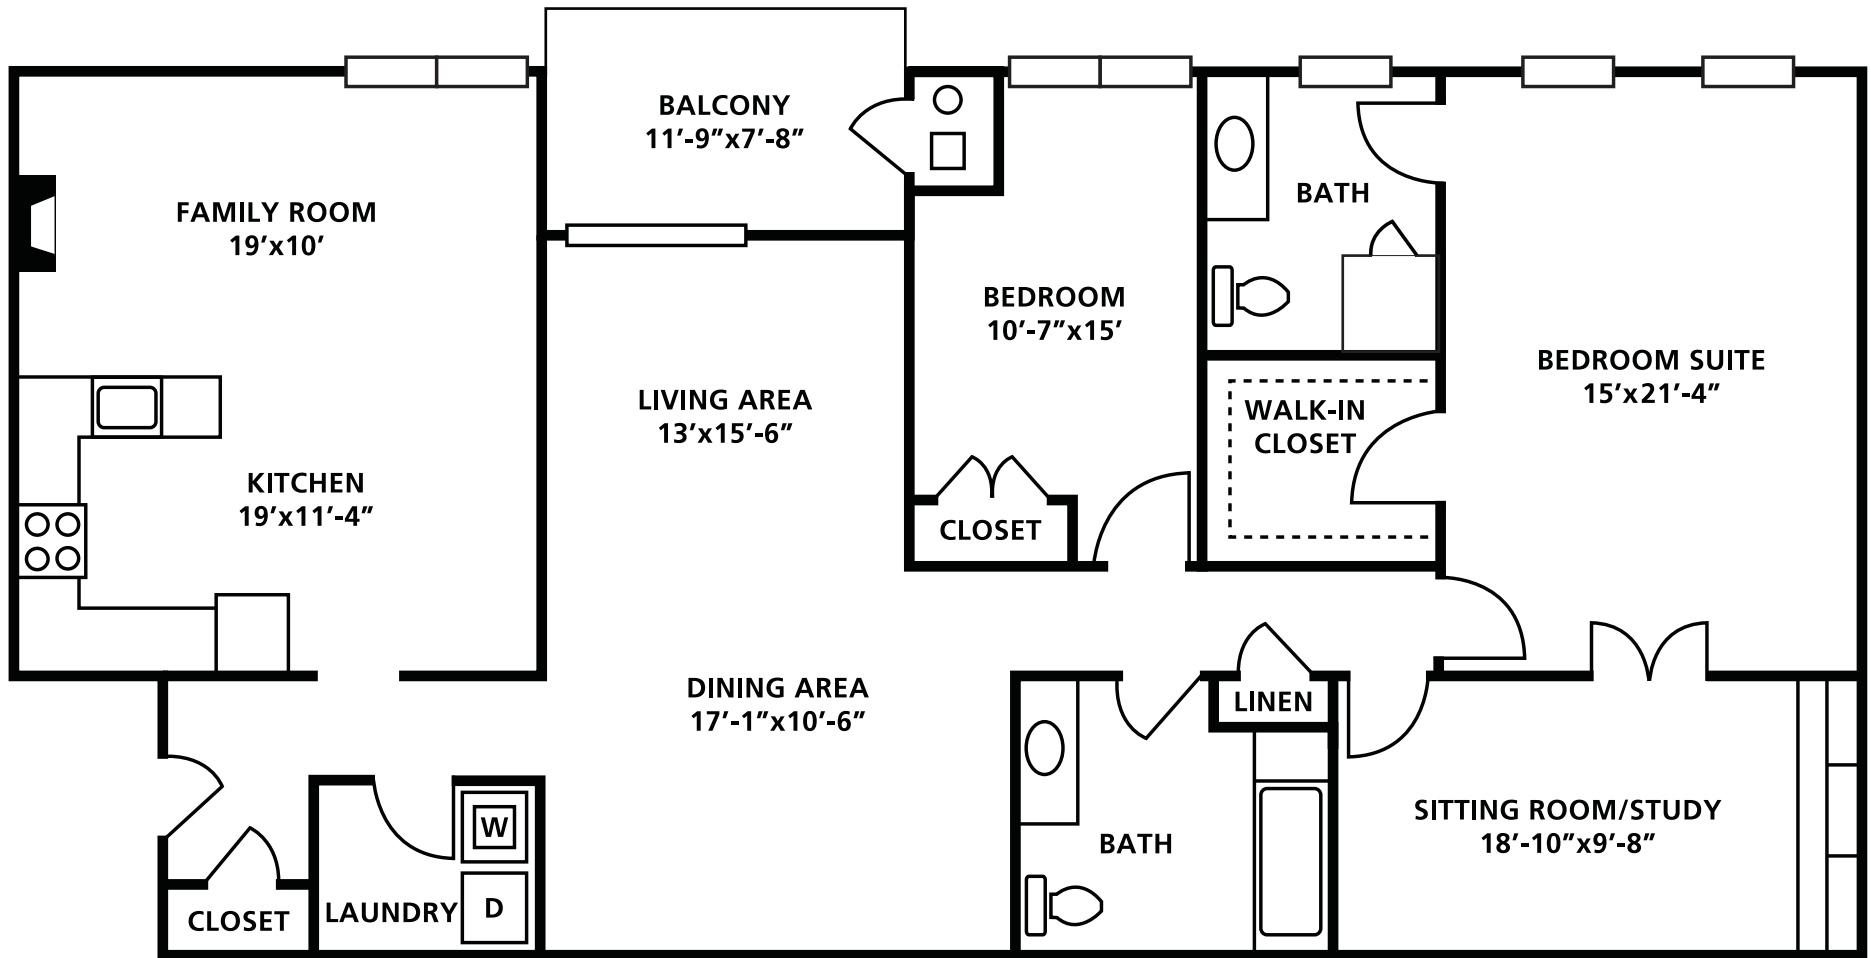 BALCONY
11'-9"x7'-8"
FAMILY ROOM
19'x10'
BATH
BEDROOM
10'-7"x15'
BEDROOM SUITE
15'x21'-4"
LIVING AREA
13'x15'-6"
WALK-IN
CLOSET
KITCHEN
19'x11'-4"
CLOSET
DINING AREA
17'-1"x10'-6"
LINEN
SITTING ROOM/STUDY
18'-10"x9'-8"
BATH
W
D
LAUNDRY
CLOSET